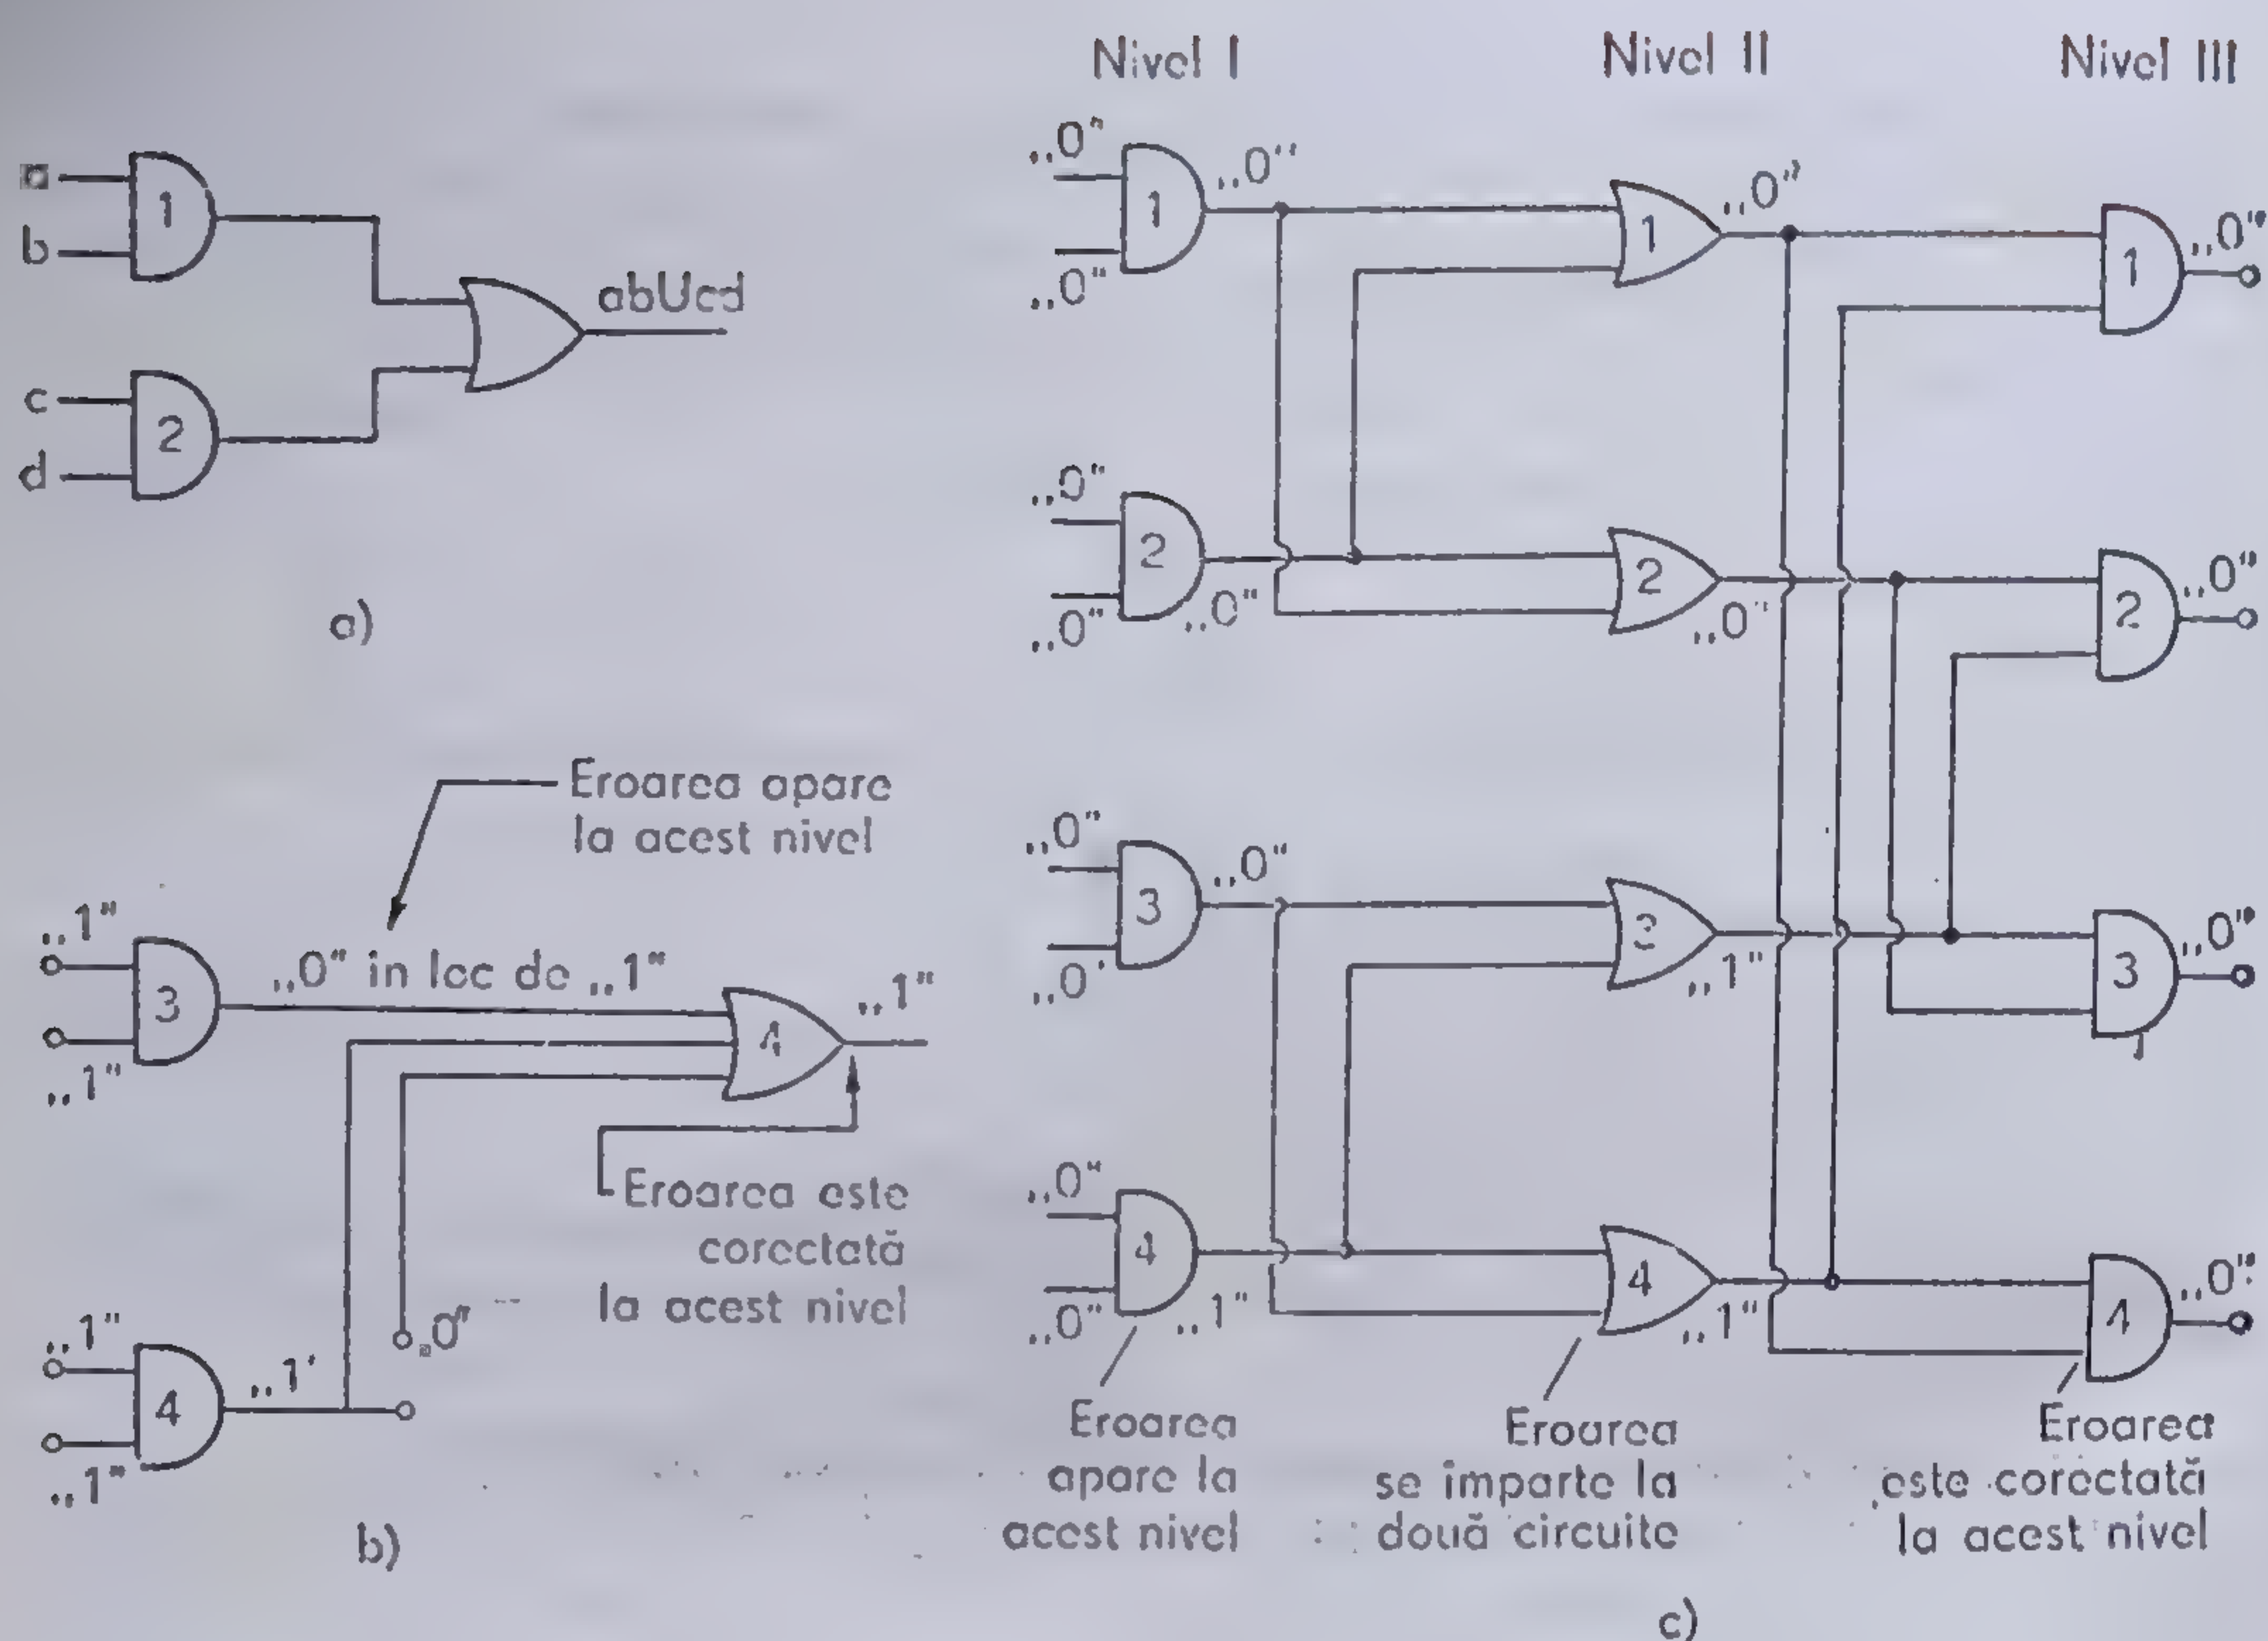 Nivel I
Nivel II
Nivel III
b
c
d
1
2
abUcd
a)
Eroarea apare
la acest nivel
„1"
„1"
3
„0" in loc de „1"
4
„1"
Eroarea este
corectată
la acest nivel
„0"
„1"
„1"
4
„1'
b)
„0"
„0"
1
„0"
1
„0"
1
„0"
„0"
„0"
2
„0"
2
„0"
2
„0"
„0"
„0'
3
„0"
3
„1"
3
„0"
„0"
„0"
4
„1"
4
„1"
4
„0"
Eroarea
apare la
acest nivel
Eroarea
se imparte la
două circuite
Eroarea
este corectată
la acest nivel
c)